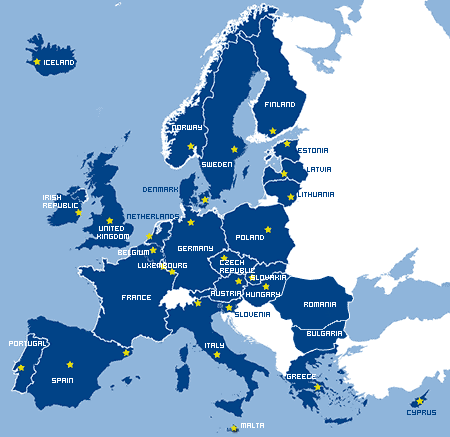 ICELAND
FINLAND
NORWAY
SWEDEN
ESTONIA
LATVIA
LITHUANIA
DENMARK
IRISH
REPUBLIC
UNITED
KINGDOM
NETHERLANDS
POLAND
BELGIUM
GERMANY
LUXEMBOURG
CZECH
REPUBLIC
SLOVAKIA
FRANCE
AUSTRIA
HUNGARY
ROMANIA
SLOVENIA
BULGARIA
PORTUGAL
SPAIN
ITALY
GREECE
CYPRUS
MALTA